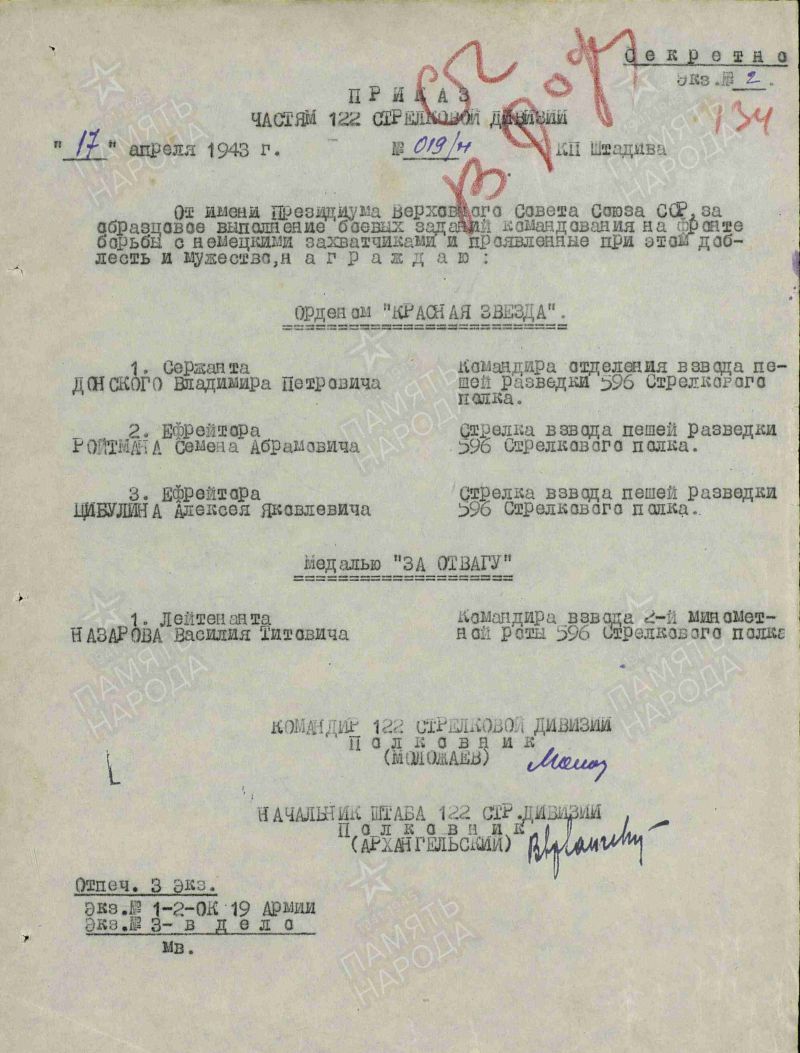 Секретно
Экз.№ 2.
134
ПРИКАЗ
ЧАСТЯМ 122 СТРЕЛКОВОЙ ДИВИЗИИ
"17" апреля 1943 г. № 019/н КП Штадива
От имени Президиума Верховного Совета Союза ССР, за
образцовое выполнение боевых заданий командования на фронте
борьбы с немецкими захватчиками и проявленные при этом доб-
лесть и мужество, награждаю:
Орденом "КРАСНАЯ ЗВЕЗДА".
1. Сержанта
ДОНСКОГО Владимира Петровича
Командира отделения взвода пе-
шей разведки 596 Стрелкового
полка.
2. Ефрейтора
РОЙТМАНА Семена Абрамовича
Стрелка взвода пешей разведки
596 Стрелкового полка.
3. Ефрейтора
ЦИБУЛИНА Алексея Яковлевича
Стрелка взвода пешей разведки
596 Стрелкового полка.
Медалью "ЗА ОТВАГУ"
1. Лейтенанта
НАЗАРОВА Василия Титовича
Командира взвода 2-й миномет-
ной роты 596 Стрелкового полка
КОМАНДИР 122 СТРЕЛКОВОЙ ДИВИЗИИ
Полковник
(МОЛОЖАЕВ)
НАЧАЛЬНИК ШТАБА 122 СТР.ДИВИЗИИ
Полковник
(АРХАНГЕЛЬСКИЙ)
Отпеч. 3 Экз.
Экз.№ 1-2-ОК 19 Армии
Экз.№ 3- в дело
Мв.
ПАМЯТЬ НАРОДА